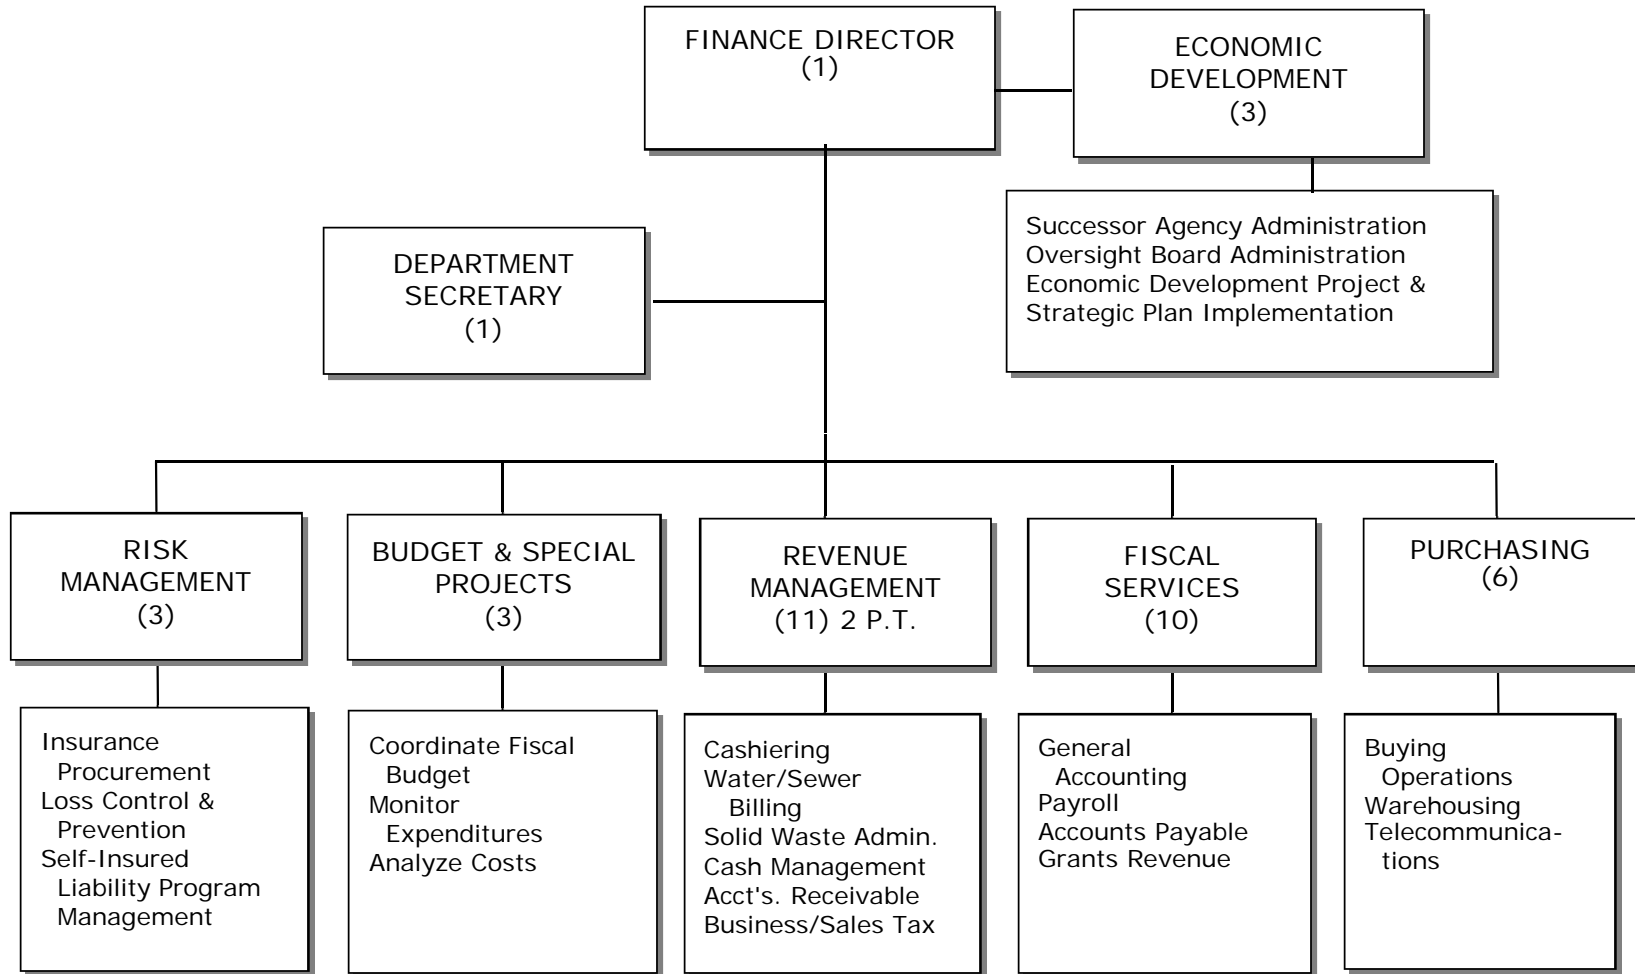 FINANCE DIRECTOR
(1)
ECONOMIC
DEVELOPMENT
(3)
Successor Agency Administration
Oversight Board Administration
Economic Development Project &
Strategic Plan Implementation
DEPARTMENT
SECRETARY
(1)
RISK
MANAGEMENT
(3)
BUDGET & SPECIAL
PROJECTS
(3)
REVENUE
MANAGEMENT
(11) 2 P.T.
FISCAL
SERVICES
(10)
PURCHASING
(6)
Insurance
Procurement
Loss Control &
Prevention
Self-Insured
Liability Program
Management
Coordinate Fiscal
Budget
Monitor
Expenditures
Analyze Costs
Cashiering
Water/Sewer
Billing
Solid Waste Admin.
Cash Management
Acct's. Receivable
Business/Sales Tax
General
Accounting
Payroll
Accounts Payable
Grants Revenue
Buying
Operations
Warehousing
Telecommunica-
tions